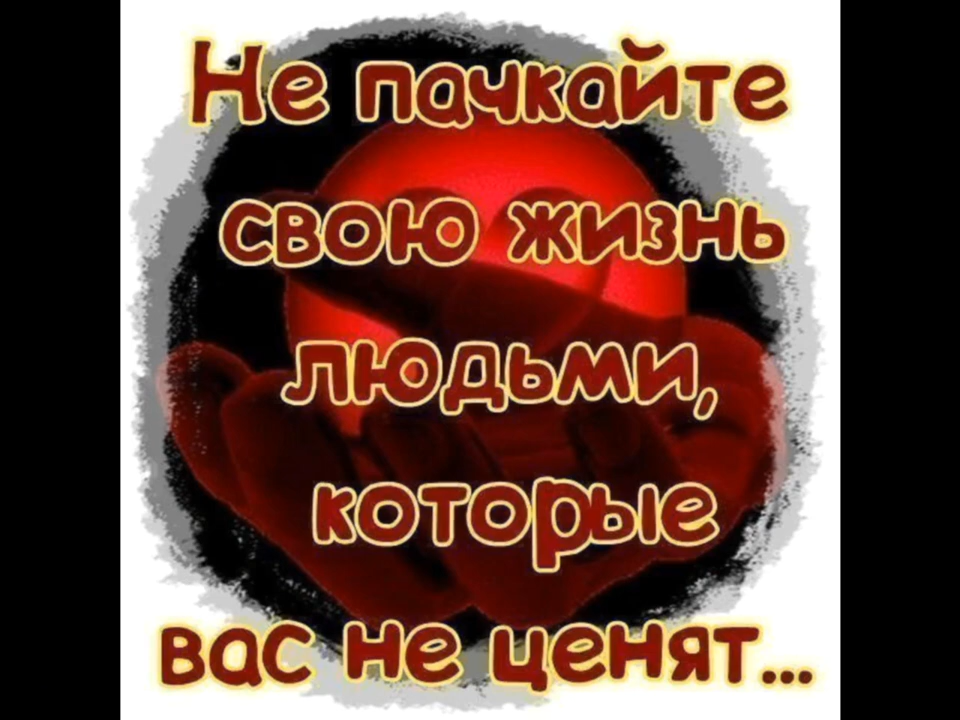 Не пачкайте
свою жизнь
людьми,
которые
вас не ценят...